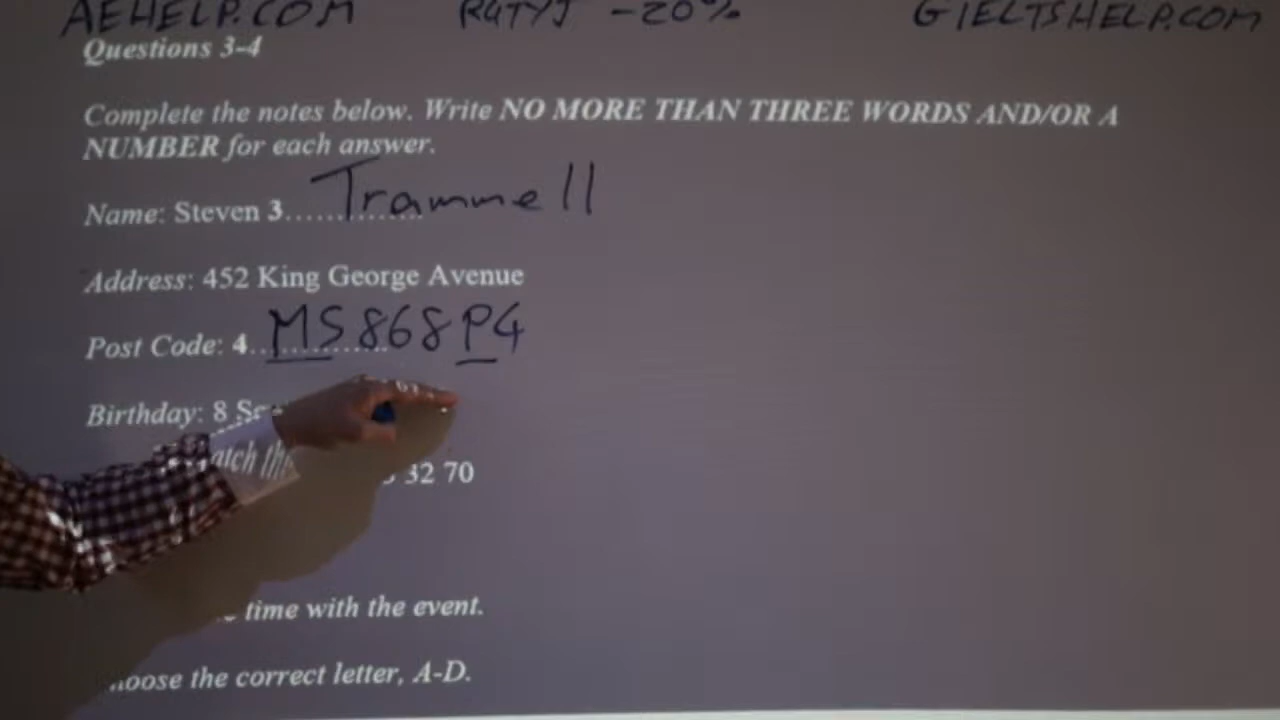 AEHELP.COM R4TYJ -20% GIELTSHELP.COM
Questions 3-4
Complete the notes below. Write NO MORE THAN THREE WORDS AND/OR A
NUMBER for each answer.
Name: Steven 3.............. Trammell
Address: 452 King George Avenue
Post Code: 4.............. MS868P4
Birthday: 8
32 70
time with the event.
Choose the correct letter, A-D.